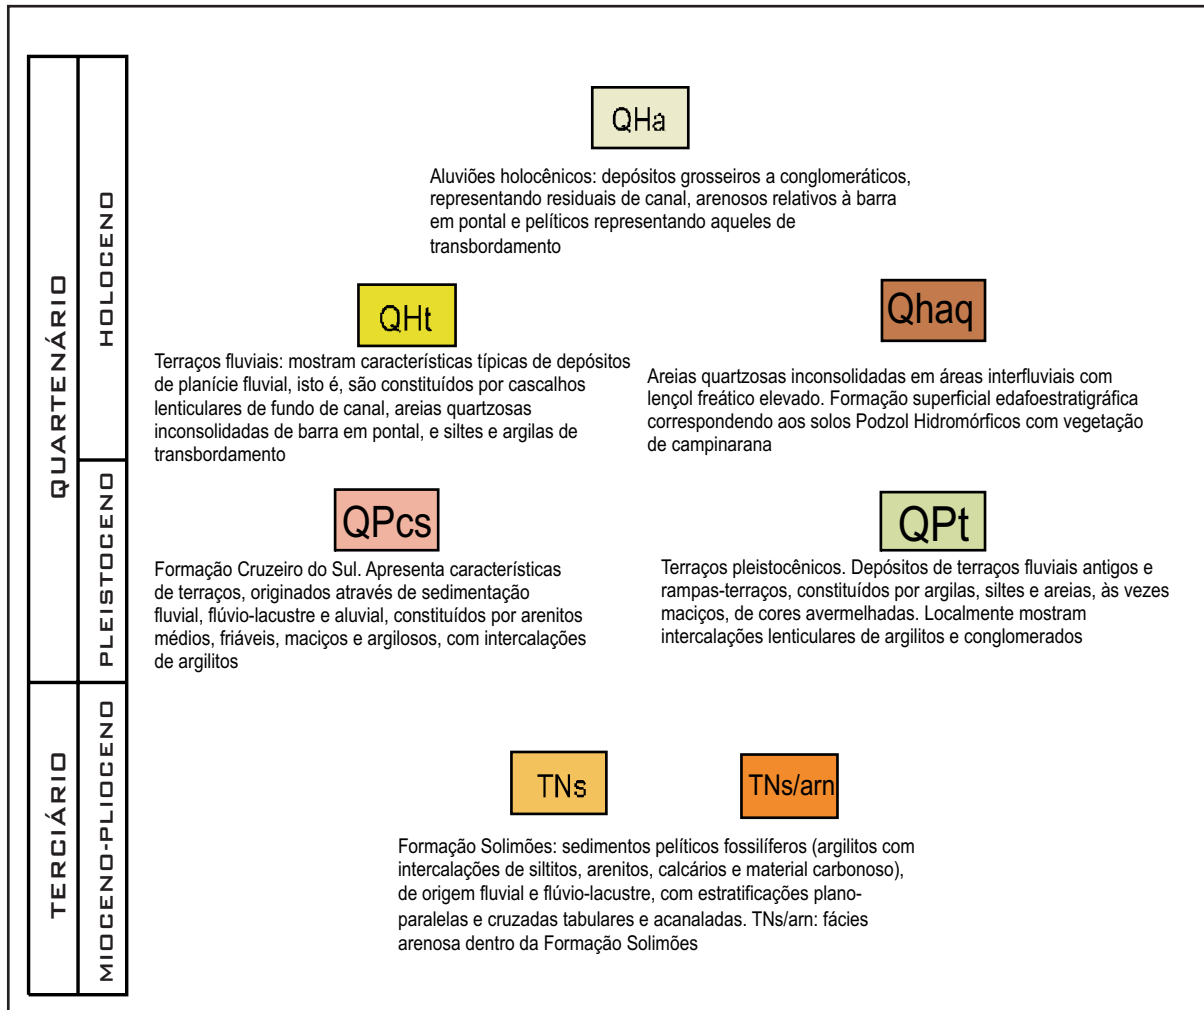 QUARTENÁRIO
HOLOCENO
PLEISTOCENO
TERCIÁRIO
MIOCENO-PLIOCENO
QHa
Aluviões holocênicos: depósitos grosseiros a conglomeráticos,
representando residuais de canal, arenosos relativos à barra
em pontal e pelíticos representando aqueles de
transbordamento
QHt
Terraços fluviais: mostram características típicas de depósitos
de planície fluvial, isto é, são constituídos por cascalhos
lenticulares de fundo de canal, areias quartzosas
inconsolidadas de barra em pontal, e siltes e argilas de
transbordamento
Qhaq
Areias quartzosas inconsolidadas em áreas interfluviais com
lençol freático elevado. Formação superficial edafoestratigráfica
correspondendo aos solos Podzol Hidromórficos com vegetação
de campinarana
QPcs
Formação Cruzeiro do Sul. Apresenta características
de terraços, originados através de sedimentação
fluvial, flúvio-lacustre e aluvial, constituídos por arenitos
médios, friáveis, maciços e argilosos, com intercalações
de argilitos
QPt
Terraços pleistocênicos. Depósitos de terraços fluviais antigos e
rampas-terraços, constituídos por argilas, siltes e areias, às vezes
maciços, de cores avermelhadas. Localmente mostram
intercalações lenticulares de argilitos e conglomerados
TNs
TNs/arn
Formação Solimões: sedimentos pelíticos fossilíferos (argilitos com
intercalações de siltitos, arenitos, calcários e material carbonoso),
de origem fluvial e flúvio-lacustre, com estratificações plano-
paralelas e cruzadas tabulares e acanaladas. TNs/arn: fácies
arenosa dentro da Formação Solimões